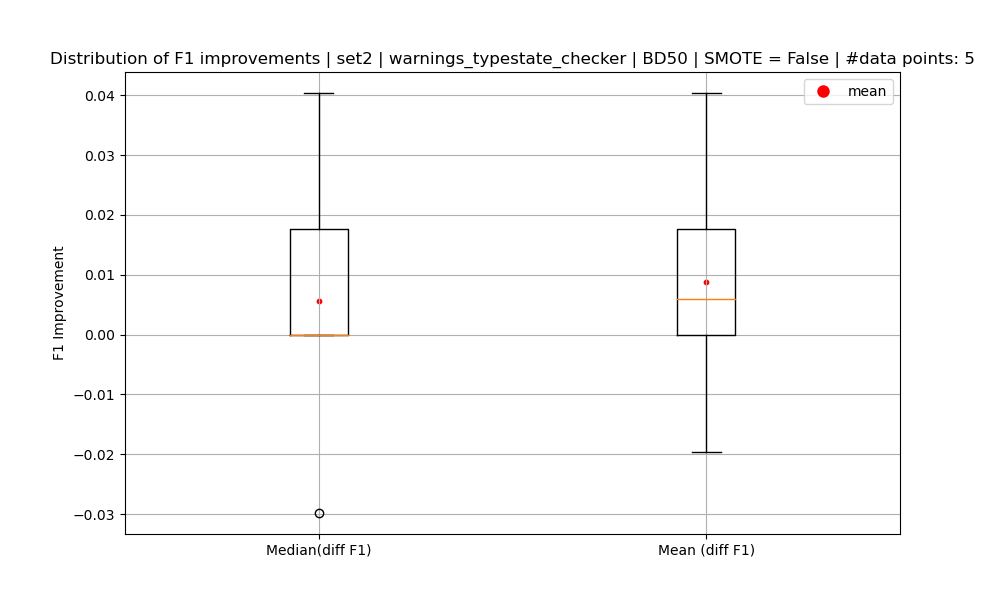 Distribution of F1 improvements | set2 | warnings_typestate_checker | BD50 | SMOTE = False | #data points: 5
mean
0.04
0.03
0.02
0.01
0.00
−0.01
−0.02
−0.03
F1 Improvement
Median(diff F1)
Mean (diff F1)